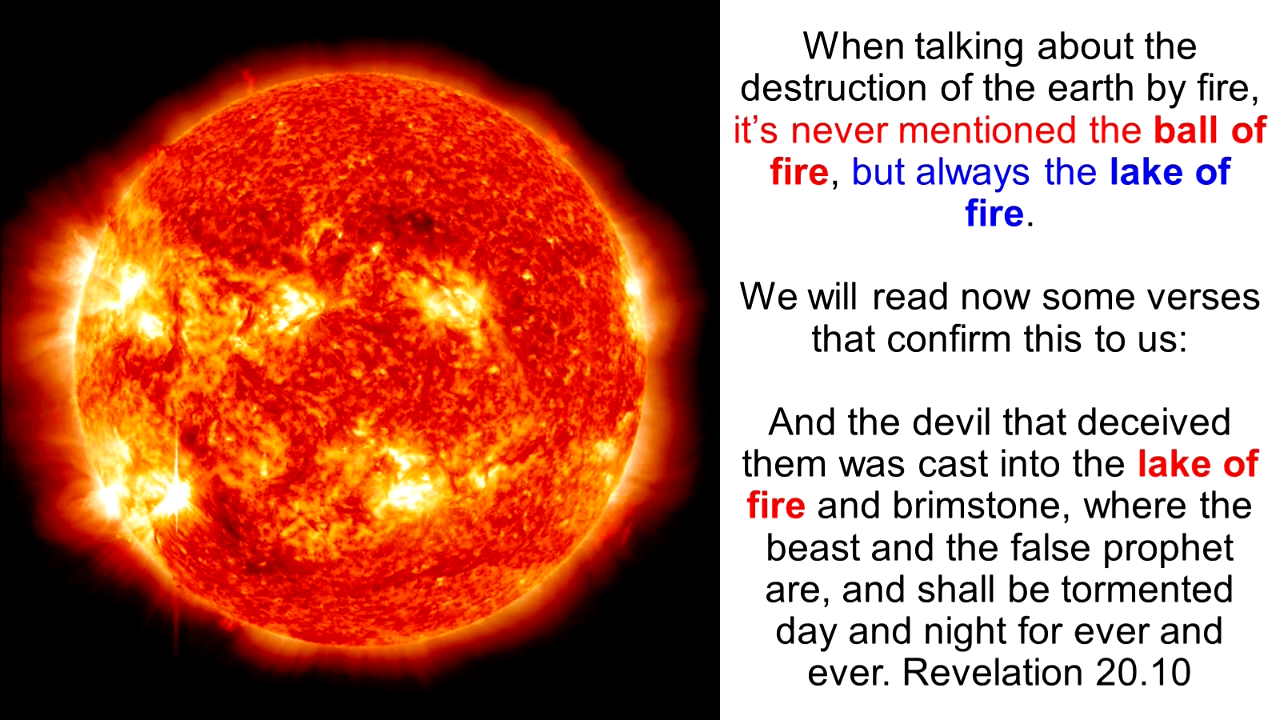 When talking about the
destruction of the earth by fire,
it's never mentioned the ball of
fire, but always the lake of
fire.
We will read now some verses
that confirm this to us:
And the devil that deceived
them was cast into the lake of
fire and brimstone, where the
beast and the false prophet
are, and shall be tormented
day and night for ever and
ever. Revelation 20.10